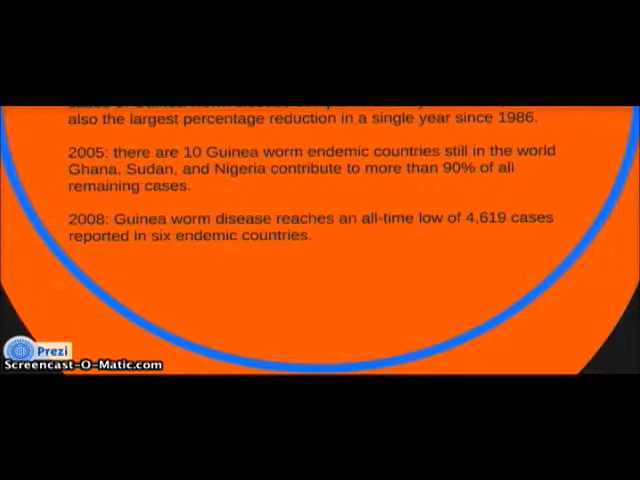 also the largest percentage reduction in a single year since 1986.
2005: there are 10 Guinea worm endemic countries still in the world
Ghana, Sudan, and Nigeria contribute to more than 90% of all
remaining cases.
2008: Guinea worm disease reaches an all-time low of 4,619 cases
reported in six endemic countries.
Prezi
Screencast-O-Matic.com